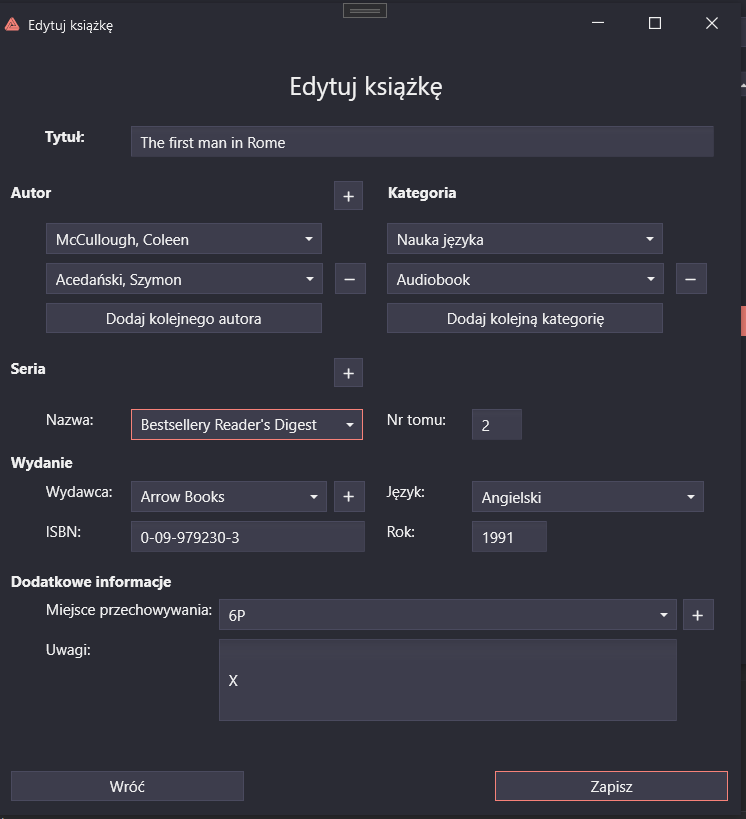 Edytuj książkę
Edytuj książkę
Tytuł: The first man in Rome
Autor + Kategoria
McCullough, Coleen Nauka języka
Acedański, Szymon − Audiobook −
Dodaj kolejnego autora Dodaj kolejną kategorię
Seria +
Nazwa: Bestsellery Reader's Digest Nr tomu: 2
Wydanie
Wydawca: Arrow Books + Język: Angielski
ISBN: 0-09-979230-3 Rok: 1991
Dodatkowe informacje
Miejsce przechowywania: 6P +
Uwagi:
X
Wróć Zapisz